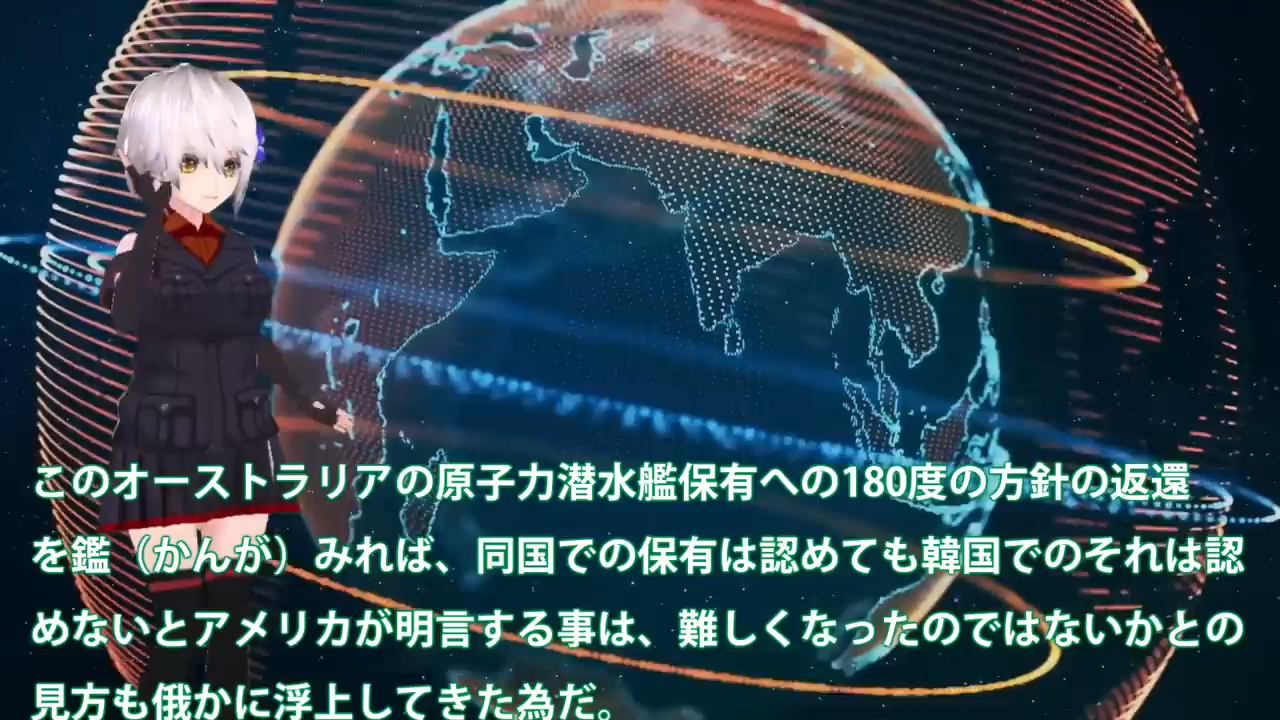 このオーストラリアの原子力潜水艦保有への180度の方針の返還
を鑑（かんが）みれば、同国での保有は認めても韓国でのそれは認
めないとアメリカが明言する事は、難しくなったのではないかとの
見方も俄かに浮上してきた為だ。